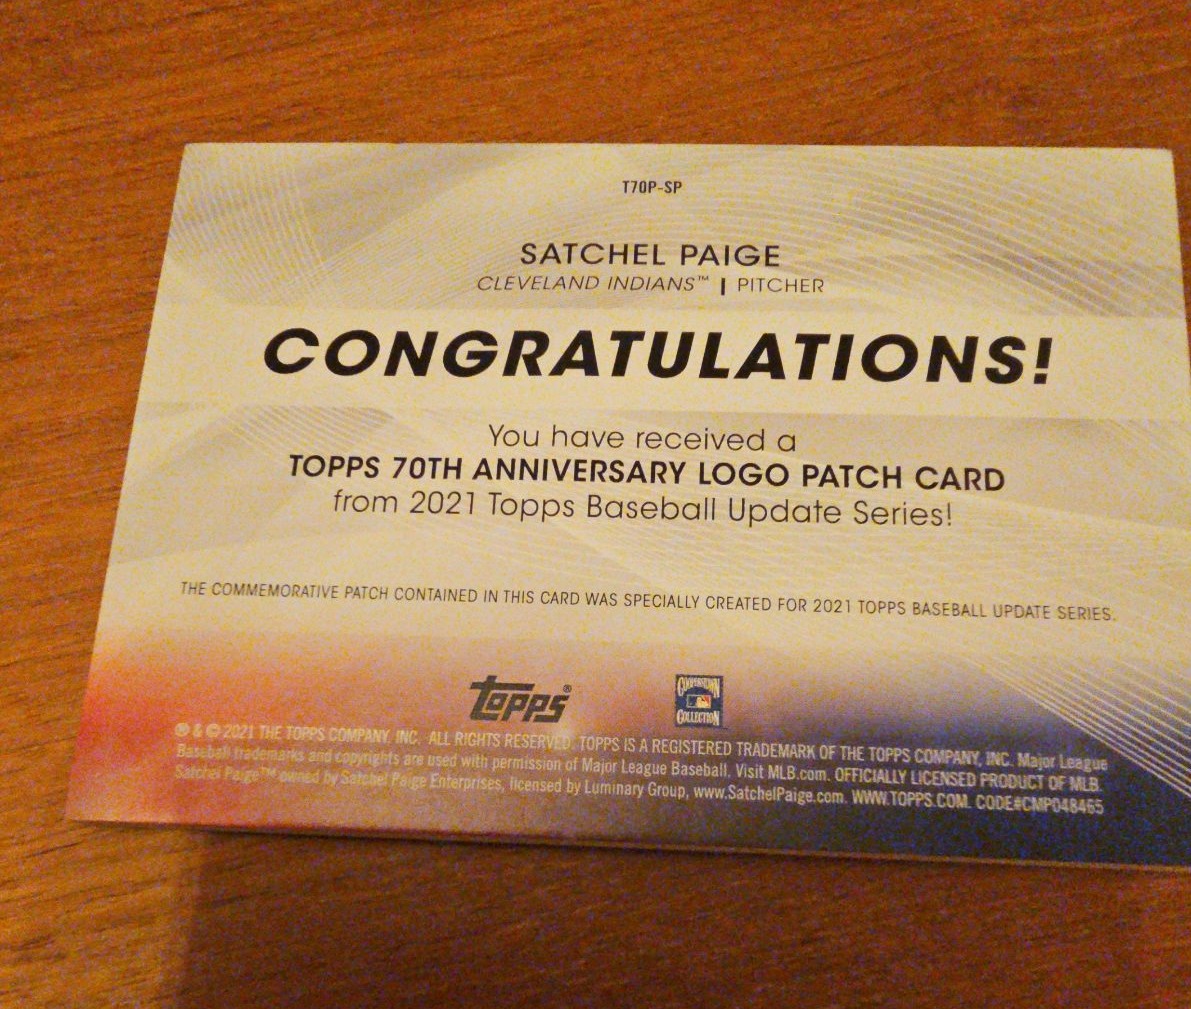 T70P-SP
SATCHEL PAIGE
CLEVELAND INDIANS™ | PITCHER
CONGRATULATIONS!
You have received a
TOPPS 70TH ANNIVERSARY LOGO PATCH CARD
from 2021 Topps Baseball Update Series!
THE COMMEMORATIVE PATCH CONTAINED IN THIS CARD WAS SPECIALLY CREATED FOR 2021 TOPPS BASEBALL UPDATE SERIES.
topps®
COOPERSTOWN
COLLECTION
® & © 2021 THE TOPPS COMPANY, INC. ALL RIGHTS RESERVED. TOPPS IS A REGISTERED TRADEMARK OF THE TOPPS COMPANY, INC. Major League
Baseball trademarks and copyrights are used with permission of Major League Baseball. Visit MLB.com. OFFICIALLY LICENSED PRODUCT OF MLB.
Satchel Paige™ owned by Satchel Paige Enterprises, licensed by Luminary Group, www.SatchelPaige.com. WWW.TOPPS.COM. CODE#CMP048465